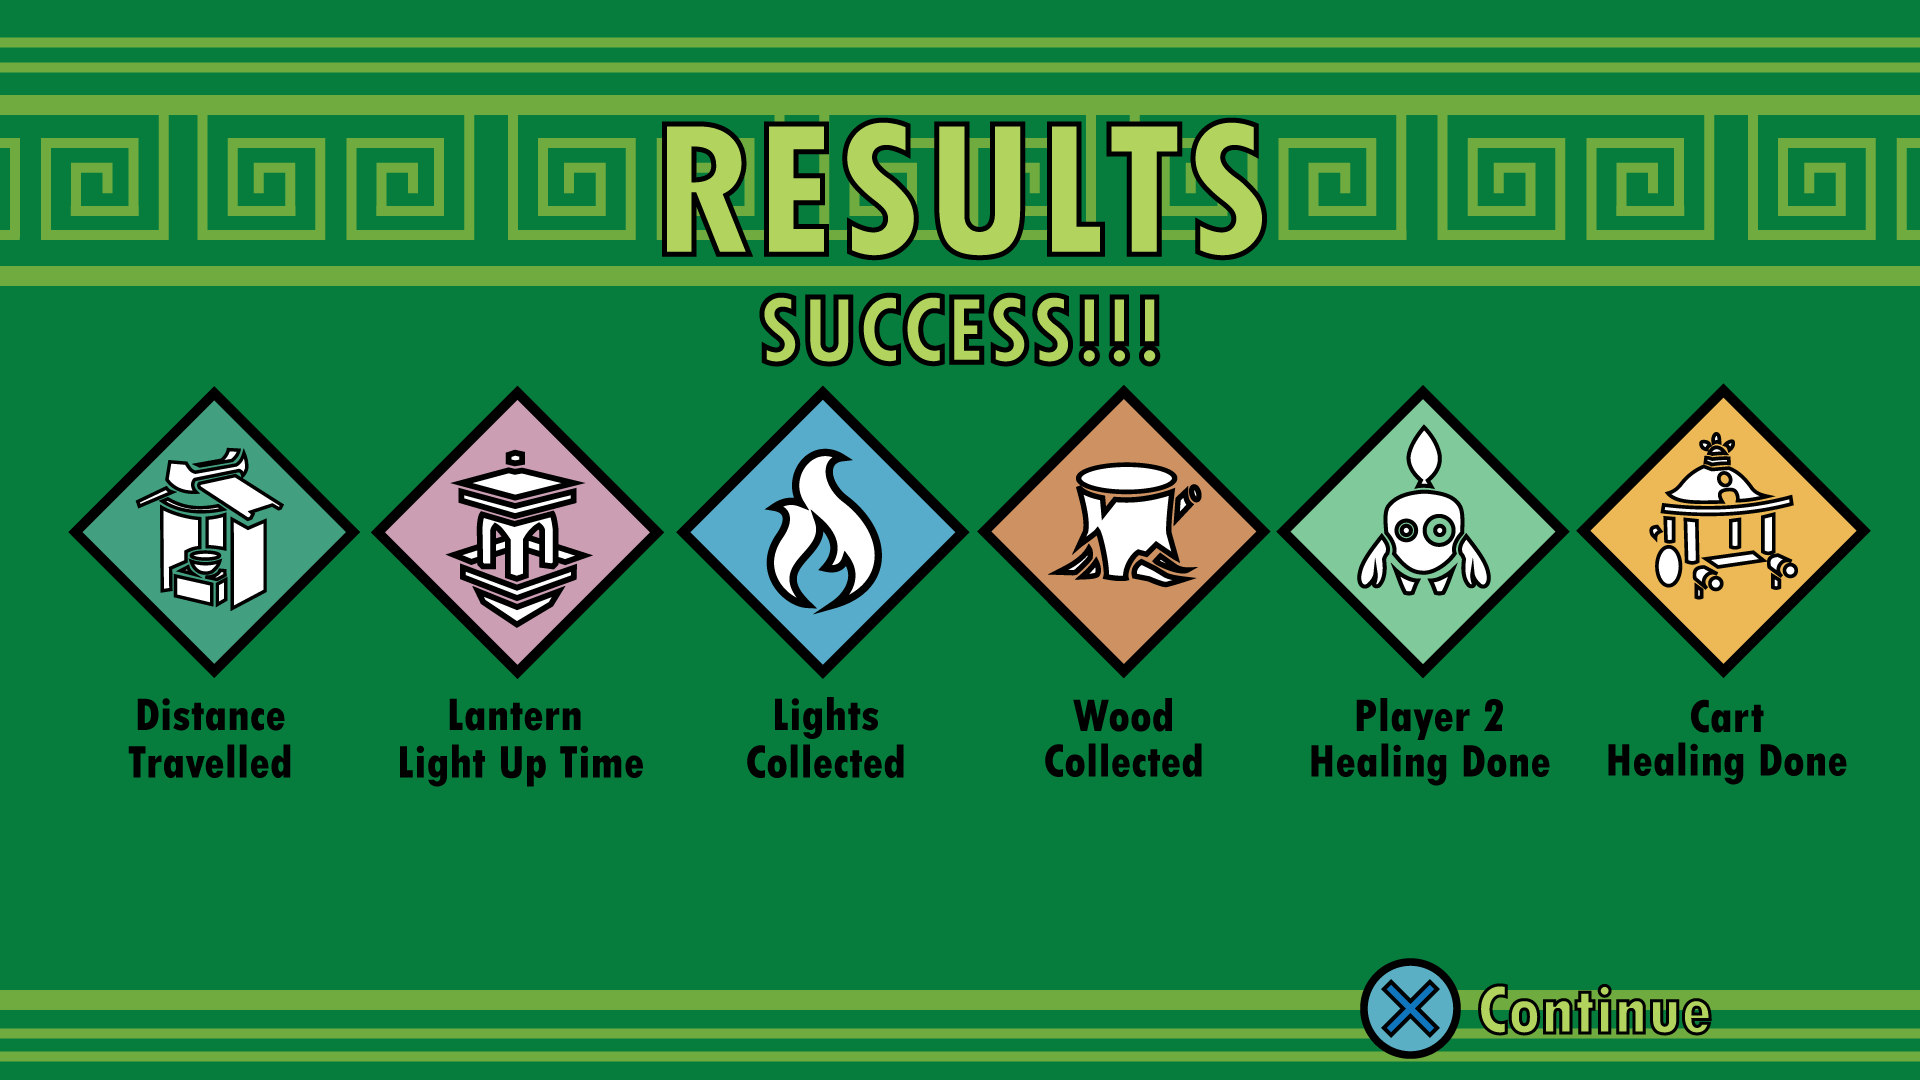 RESULTS
SUCCESS!!!
Distance
Travelled
Lantern
Light Up Time
Lights
Collected
Wood
Collected
Player 2
Healing Done
Cart
Healing Done
Continue